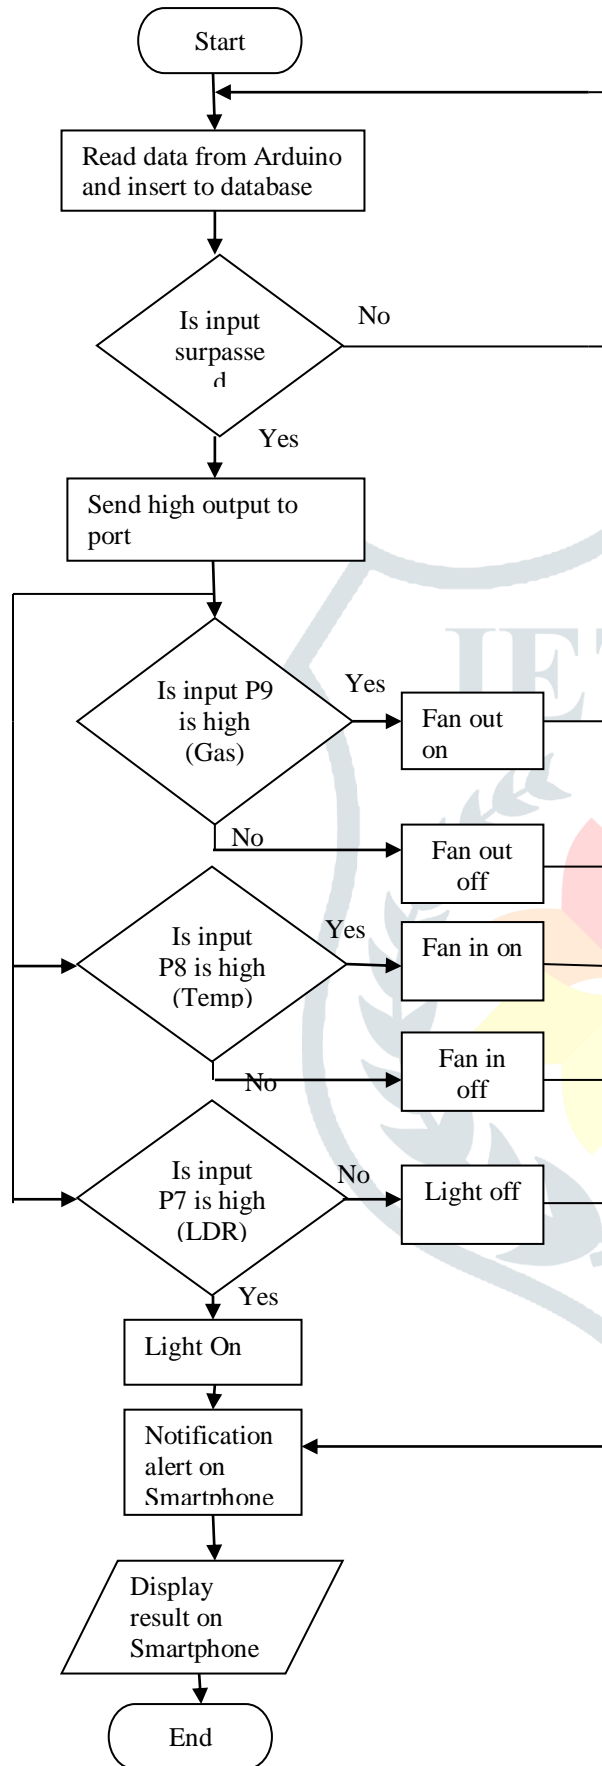 Start
Read data from Arduino
and insert to database
Is input
surpasse
d
No
Yes
Send high output to
port
Is input P9
is high
(Gas)
Yes
Fan out
on
No
Fan out
off
Is input
P8 is high
(Temp)
Yes
Fan in on
No
Fan in
off
Is input
P7 is high
(LDR)
No
Light off
Yes
Light On
Notification
alert on
Smartphone
Display
result on
Smartphone
End